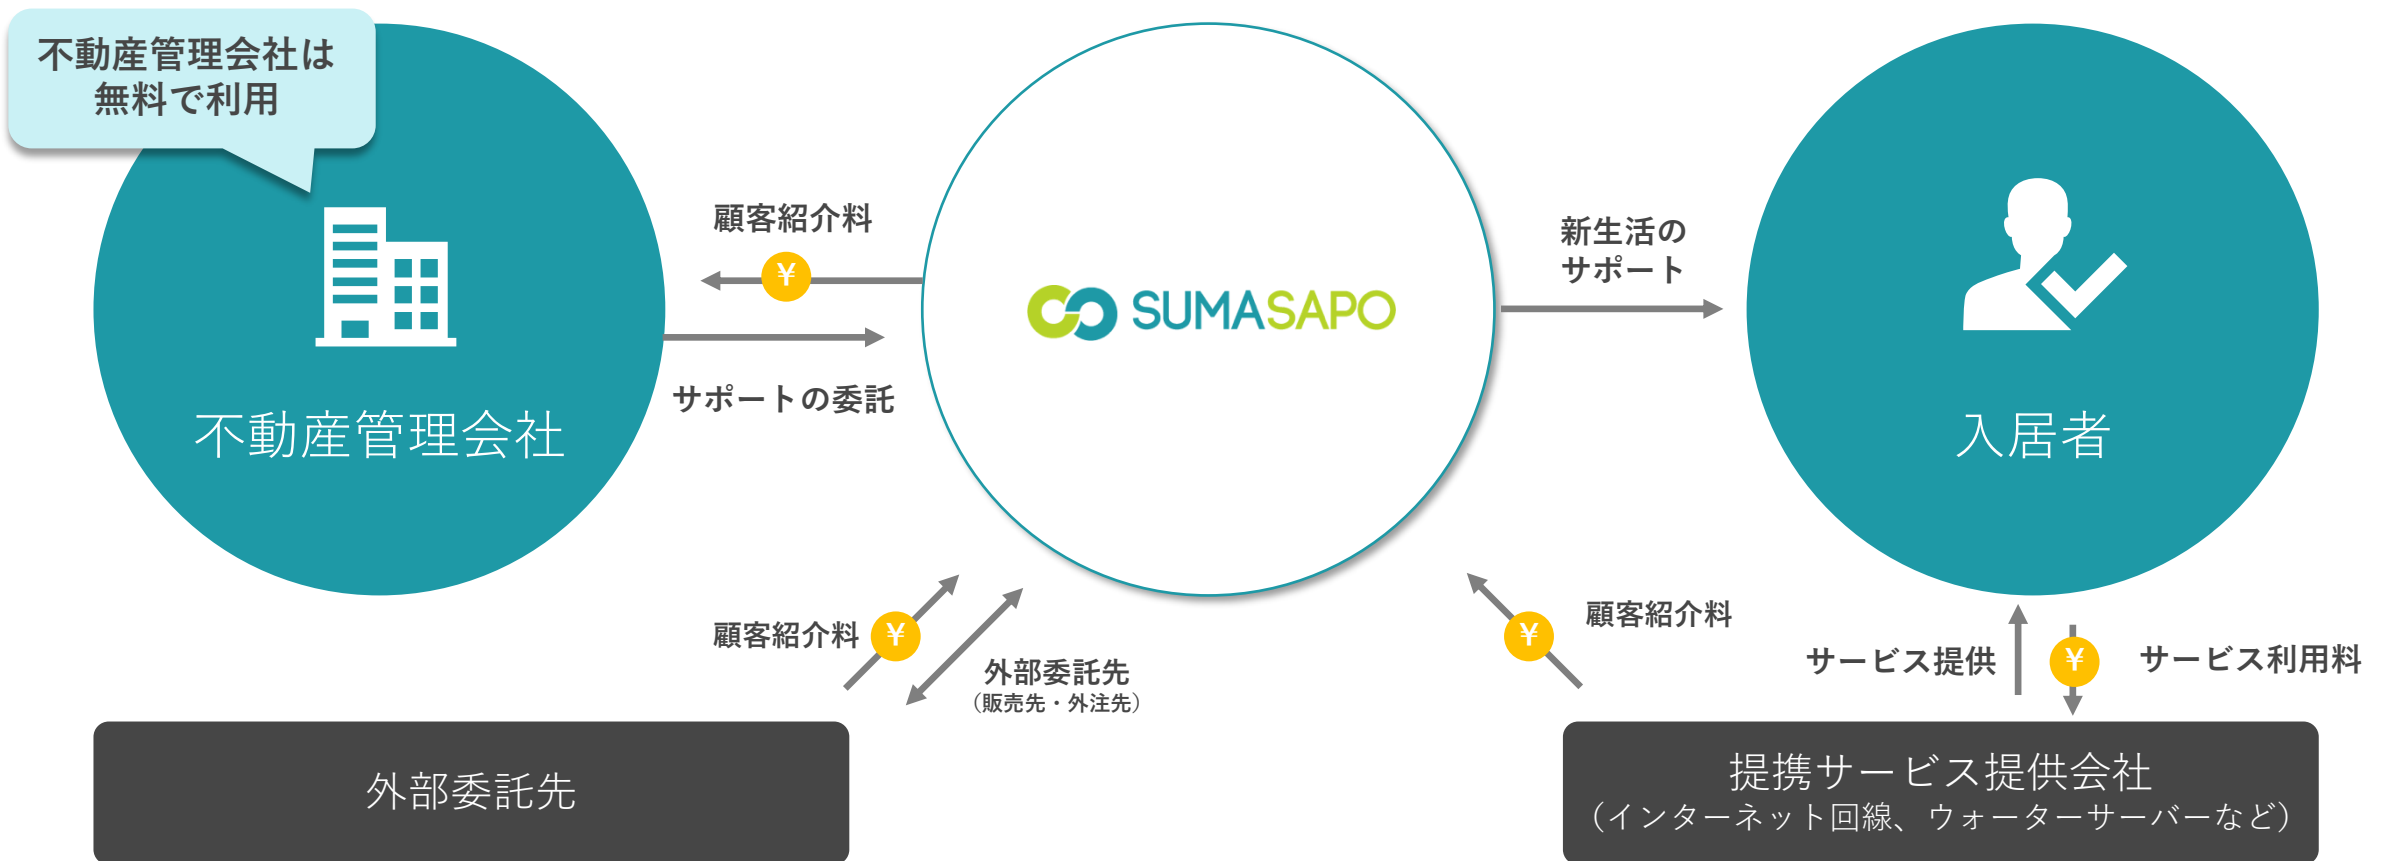 不動産管理会社は
無料で利用
不動産管理会社
顧客紹介料
¥
サポートの委託
SUMASAPO
新生活の
サポート
入居者
顧客紹介料
¥
外部委託先
（販売先・外注先）
¥
顧客紹介料
サービス提供
¥
サービス利用料
外部委託先
提携サービス提供会社
（インターネット回線、ウォーターサーバーなど）